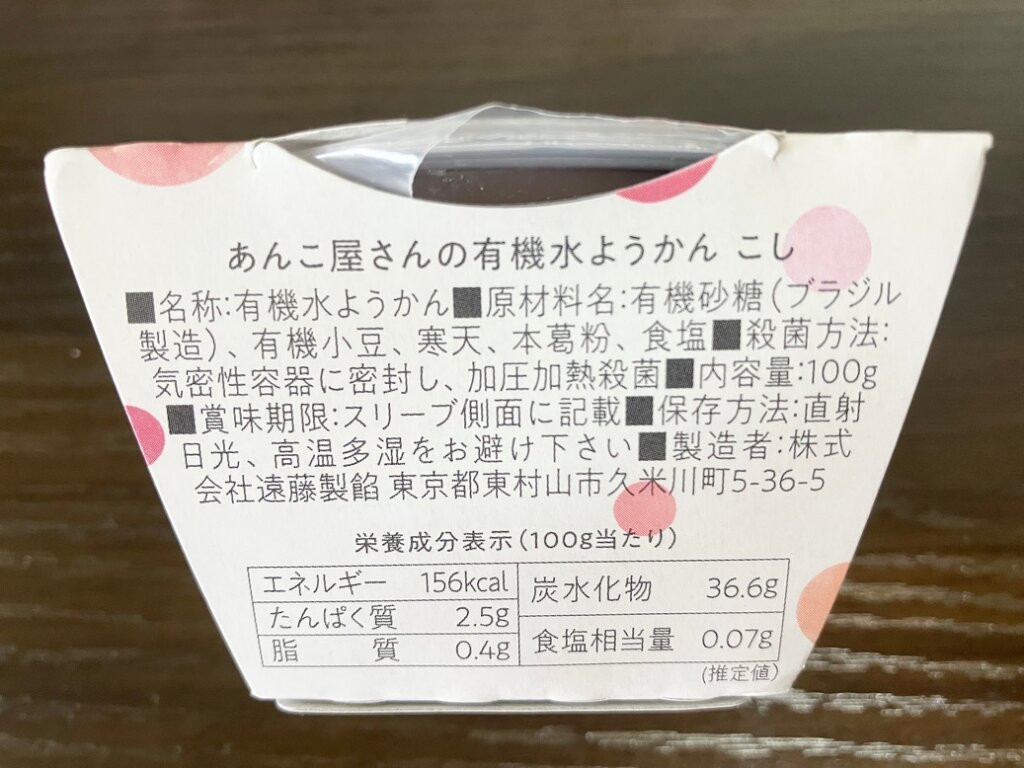 あんこ屋さんの有機水ようかん こし
■名称:有機水ようかん■原材料名:有機砂糖(ブラジル
製造)、有機小豆、寒天、本葛粉、食塩■殺菌方法:
気密性容器に密封し、加圧加熱殺菌■内容量:100g
■賞味期限:スリーブ側面に記載■保存方法:直射
日光、高温多湿をお避け下さい■製造者:株式
会社遠藤製餡 東京都東村山市久米川町5-36-5
栄養成分表示(100g当たり)
エネルギー 156kcal
たんぱく質 2.5g
脂質 0.4g
炭水化物 36.6g
食塩相当量 0.07g
(推定値)